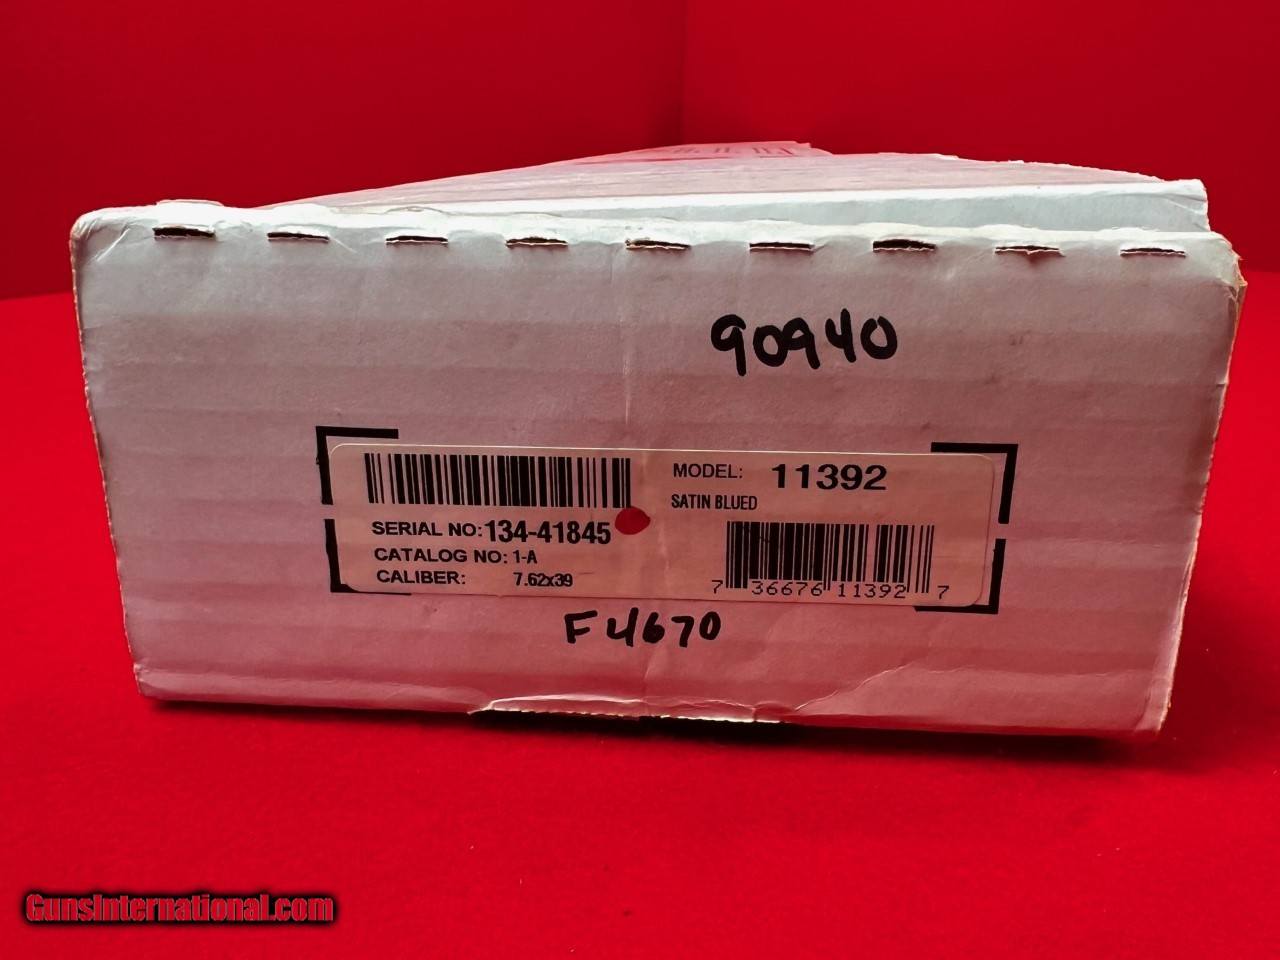 90940
MODEL: 11392
SATIN BLUED
SERIAL NO: 134-41845
CATALOG NO: 1-A
CALIBER: 7.62x39
7 36676 11392 7
F4670
GunsInternational.com